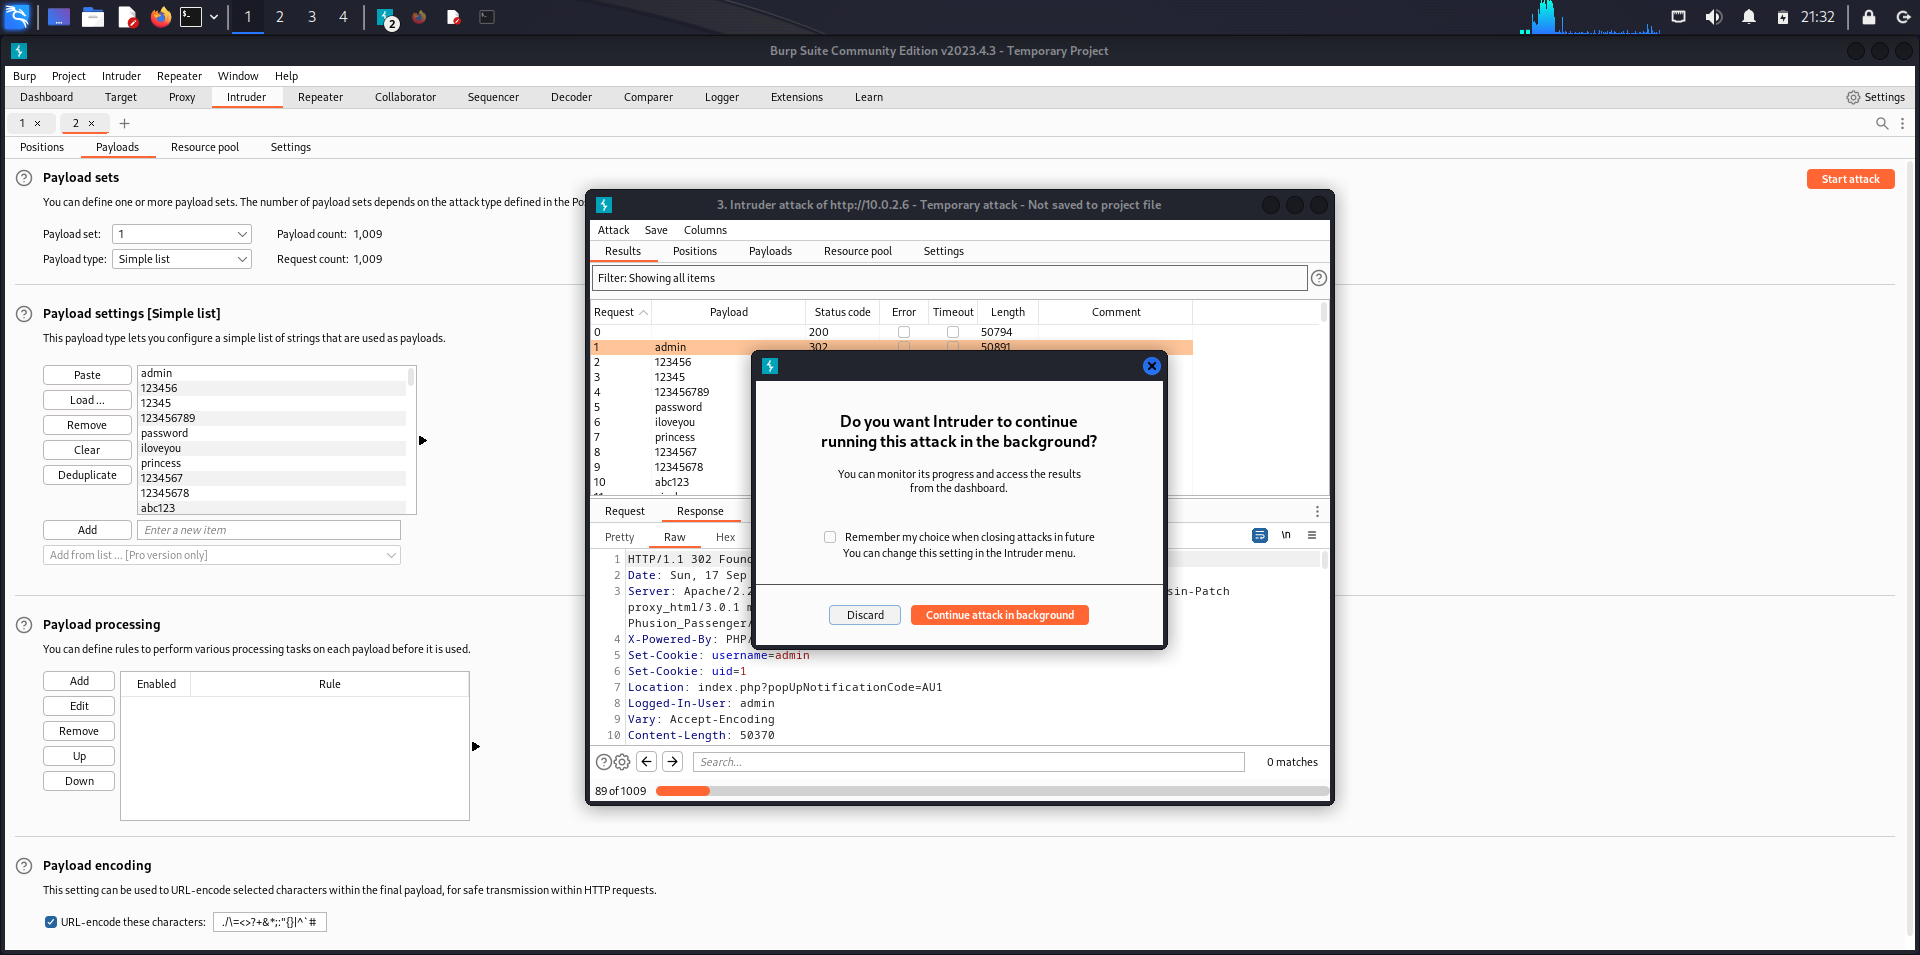 1 2 3 4 2 21:32
Burp Suite Community Edition v2023.4.3 - Temporary Project
Burp Project Intruder Repeater Window Help
Dashboard Target Proxy Intruder Repeater Collaborator Sequencer Decoder Comparer Logger Extensions Learn Settings
1 × 2 × +
Positions Payloads Resource pool Settings
Payload sets
Start attack
You can define one or more payload sets. The number of payload sets depends on the attack type defined in the Po
Payload set: 1 Payload count: 1,009
Payload type: Simple list Request count: 1,009
Payload settings [Simple list]
This payload type lets you configure a simple list of strings that are used as payloads.
Paste
Load ...
Remove
Clear
Deduplicate
admin
123456
12345
123456789
password
iloveyou
princess
1234567
12345678
abc123
Add Enter a new item
Add from list ... [Pro version only]
Payload processing
You can define rules to perform various processing tasks on each payload before it is used.
Add
Edit
Remove
Up
Down
Enabled Rule
Payload encoding
This setting can be used to URL-encode selected characters within the final payload, for safe transmission within HTTP requests.
URL-encode these characters: ./\=<>?+&*;:"{}|^`#
3. Intruder attack of http://10.0.2.6 - Temporary attack - Not saved to project file
Attack Save Columns
Results Positions Payloads Resource pool Settings
Filter: Showing all items
Request Payload Status code Error Timeout Length Comment
0 200 50794
1 admin 302 50891
2 123456
3 12345
4 123456789
5 password
6 iloveyou
7 princess
8 1234567
9 12345678
10 abc123
Request Response
Pretty Raw Hex \n
1 HTTP/1.1 302 Foun
2 Date: Sun, 17 Sep
3 Server: Apache/2.2 sin-Patch
proxy_html/3.0.1 m
Phusion_Passenger/
4 X-Powered-By: PHP/
5 Set-Cookie: username=admin
6 Set-Cookie: uid=1
7 Location: index.php?popUpNotificationCode=AU1
8 Logged-In-User: admin
9 Vary: Accept-Encoding
10 Content-Length: 50370
Search... 0 matches
89 of 1009
Do you want Intruder to continue
running this attack in the background?
You can monitor its progress and access the results
from the dashboard.
Remember my choice when closing attacks in future
You can change this setting in the Intruder menu.
Discard Continue attack in background